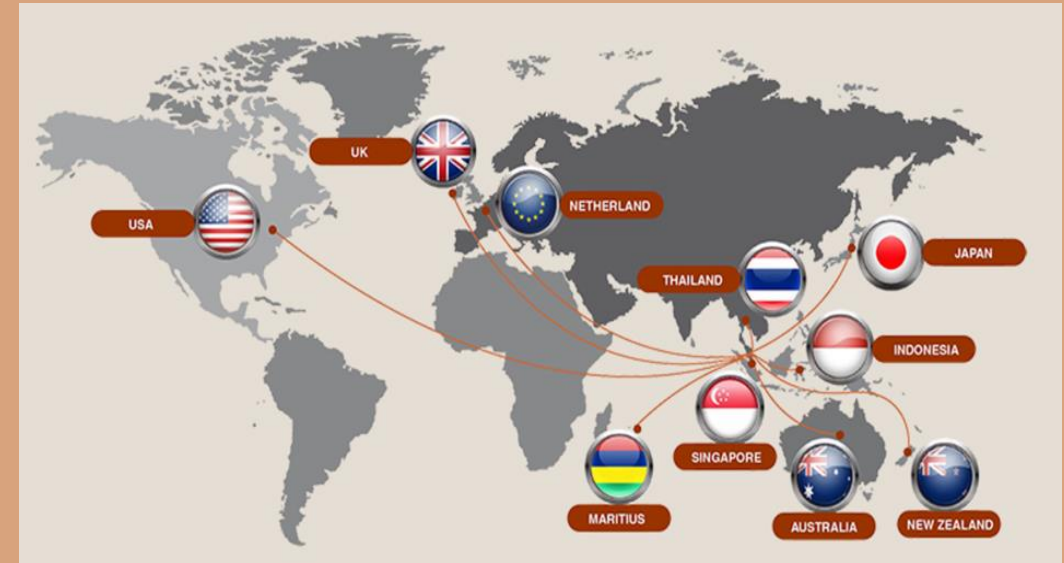 UK
USA
NETHERLAND
JAPAN
THAILAND
INDONESIA
SINGAPORE
MARITIUS
AUSTRALIA
NEW ZEALAND